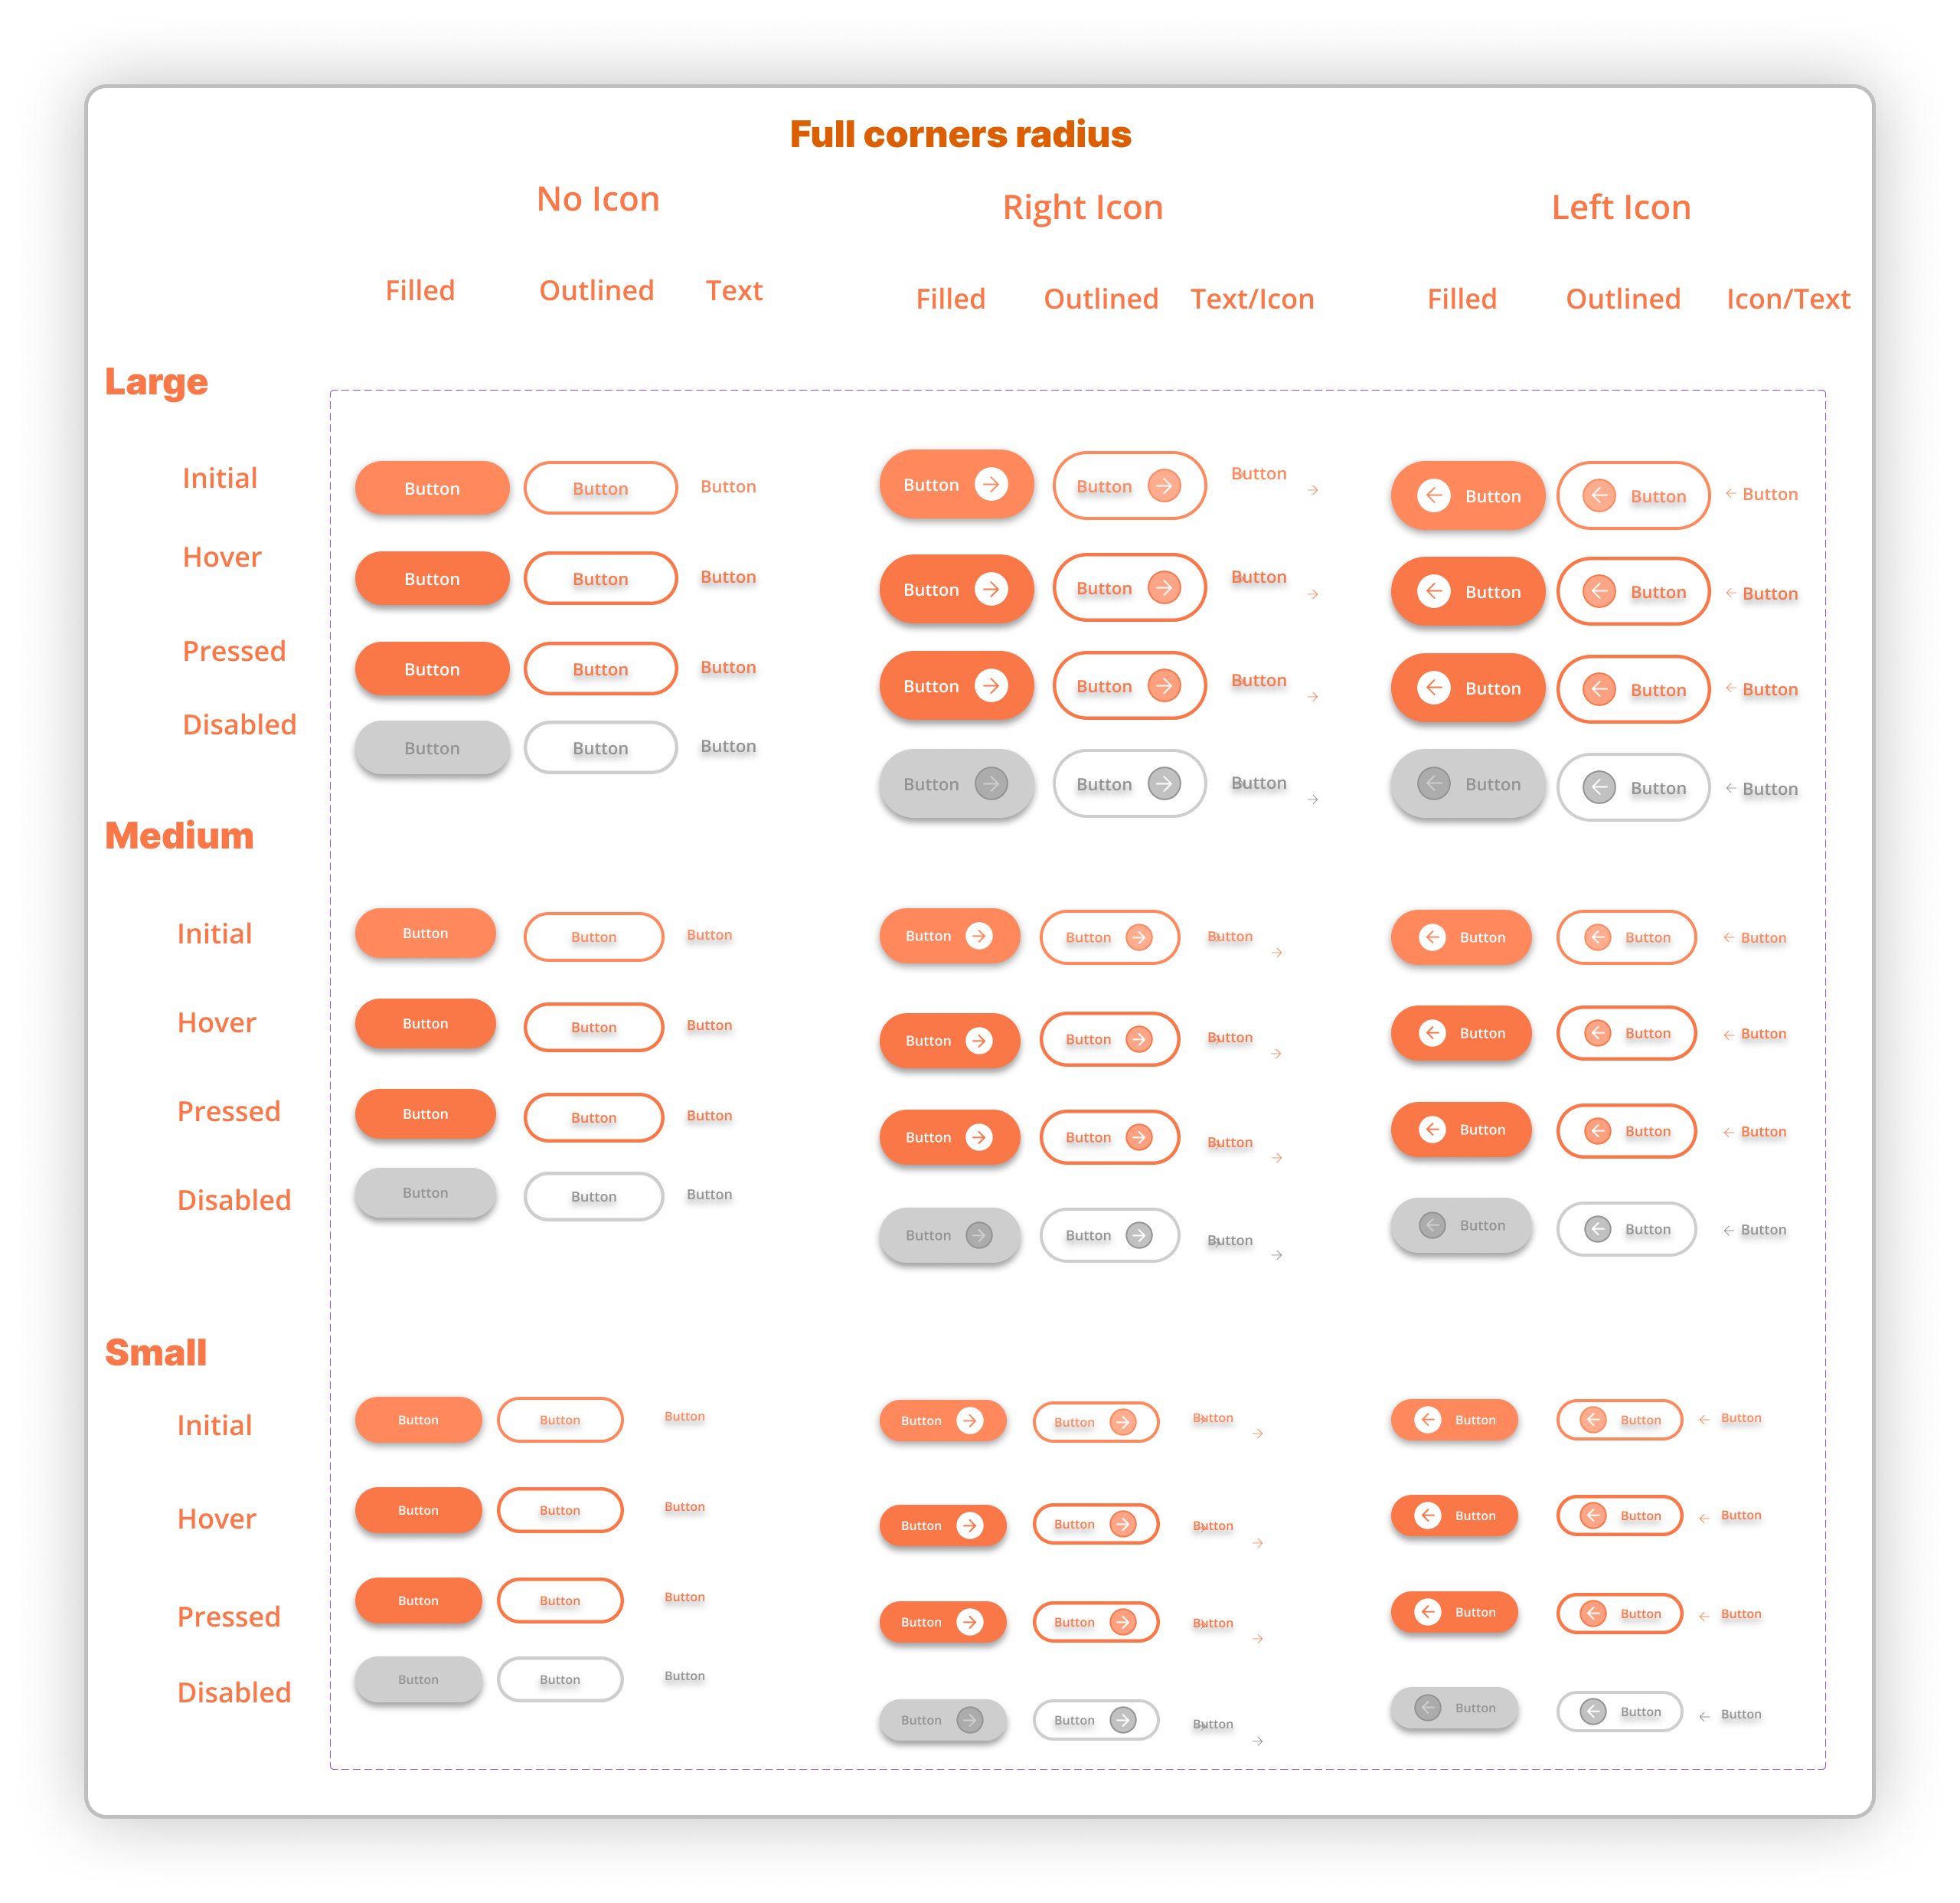 Full corners radius
No Icon Right Icon Left Icon
Filled Outlined Text Filled Outlined Text/Icon Filled Outlined Icon/Text
Large
Initial Button Button Button Button Button Button Button Button Button
Hover Button Button Button Button Button Button Button Button Button
Pressed Button Button Button Button Button Button Button Button Button
Disabled Button Button Button Button Button Button Button Button Button
Medium
Initial Button Button Button Button Button Button Button Button Button
Hover Button Button Button Button Button Button Button Button Button
Pressed Button Button Button Button Button Button Button Button Button
Disabled Button Button Button Button Button Button Button Button Button
Small
Initial Button Button Button Button Button Button Button Button Button
Hover Button Button Button Button Button Button Button Button Button
Pressed Button Button Button Button Button Button Button Button Button
Disabled Button Button Button Button Button Button Button Button Button